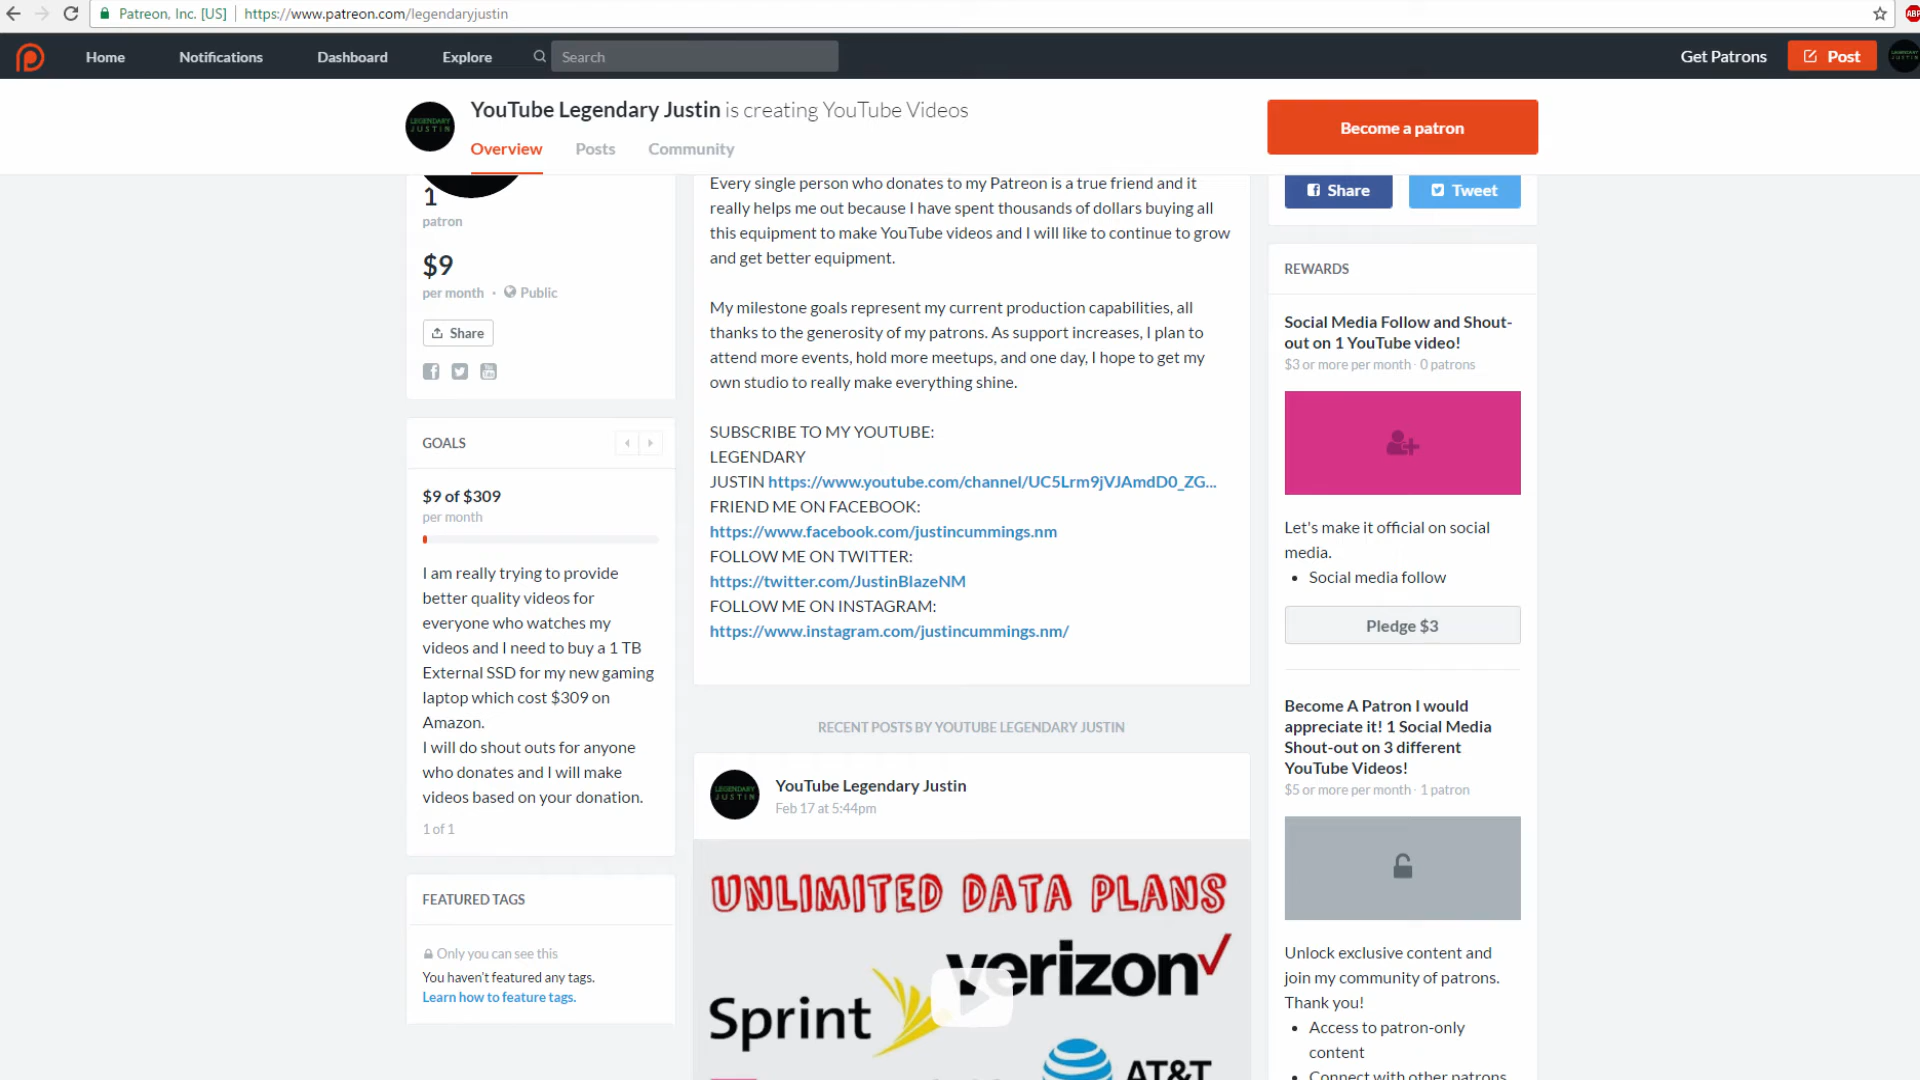 Patreon, Inc. [US] https://www.patreon.com/legendaryjustin
ABP
Home Notifications Dashboard Explore Search Get Patrons Post
LEGENDARY
JUSTIN
YouTube Legendary Justin is creating YouTube Videos
Overview Posts Community
Become a patron
1
patron
$9
per month · Public
Share
GOALS
$9 of $309
per month
I am really trying to provide
better quality videos for
everyone who watches my
videos and I need to buy a 1 TB
External SSD for my new gaming
laptop which cost $309 on
Amazon.
I will do shout outs for anyone
who donates and I will make
videos based on your donation.
1 of 1
FEATURED TAGS
Only you can see this
You haven't featured any tags.
Learn how to feature tags.
Every single person who donates to my Patreon is a true friend and it
really helps me out because I have spent thousands of dollars buying all
this equipment to make YouTube videos and I will like to continue to grow
and get better equipment.
My milestone goals represent my current production capabilities, all
thanks to the generosity of my patrons. As support increases, I plan to
attend more events, hold more meetups, and one day, I hope to get my
own studio to really make everything shine.
SUBSCRIBE TO MY YOUTUBE:
LEGENDARY
JUSTIN https://www.youtube.com/channel/UC5Lrm9jVJAmdD0_ZG...
FRIEND ME ON FACEBOOK:
https://www.facebook.com/justincummings.nm
FOLLOW ME ON TWITTER:
https://twitter.com/JustinBlazeNM
FOLLOW ME ON INSTAGRAM:
https://www.instagram.com/justincummings.nm/
RECENT POSTS BY YOUTUBE LEGENDARY JUSTIN
LEGENDARY
JUSTIN
YouTube Legendary Justin
Feb 17 at 5:44pm
UNLIMITED DATA PLANS
verizon
Sprint
AT&T
Share Tweet
REWARDS
Social Media Follow and Shout-
out on 1 YouTube video!
$3 or more per month · 0 patrons
Let's make it official on social
media.
• Social media follow
Pledge $3
Become A Patron I would
appreciate it! 1 Social Media
Shout-out on 3 different
YouTube Videos!
$5 or more per month · 1 patron
Unlock exclusive content and
join my community of patrons.
Thank you!
• Access to patron-only
content
• Connect with other patrons